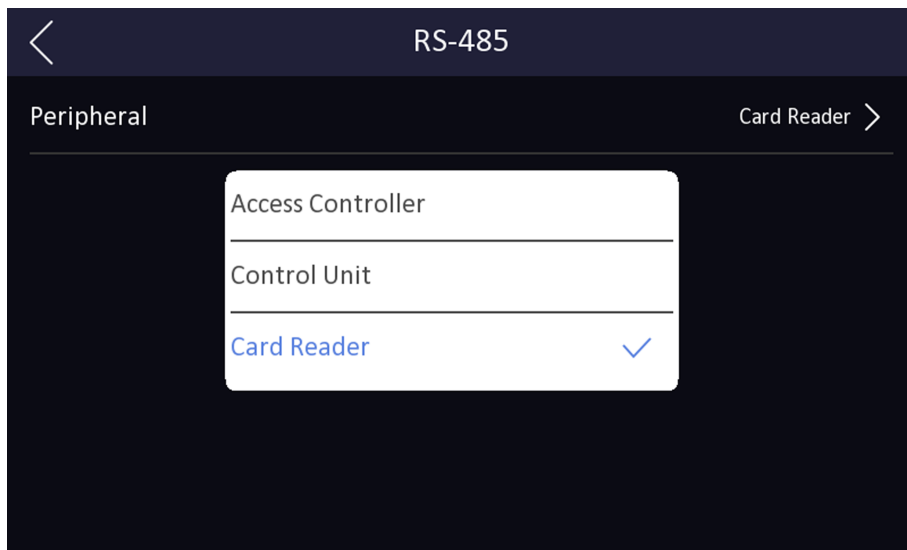 RS-485
Peripheral Card Reader
Access Controller
Control Unit
Card Reader